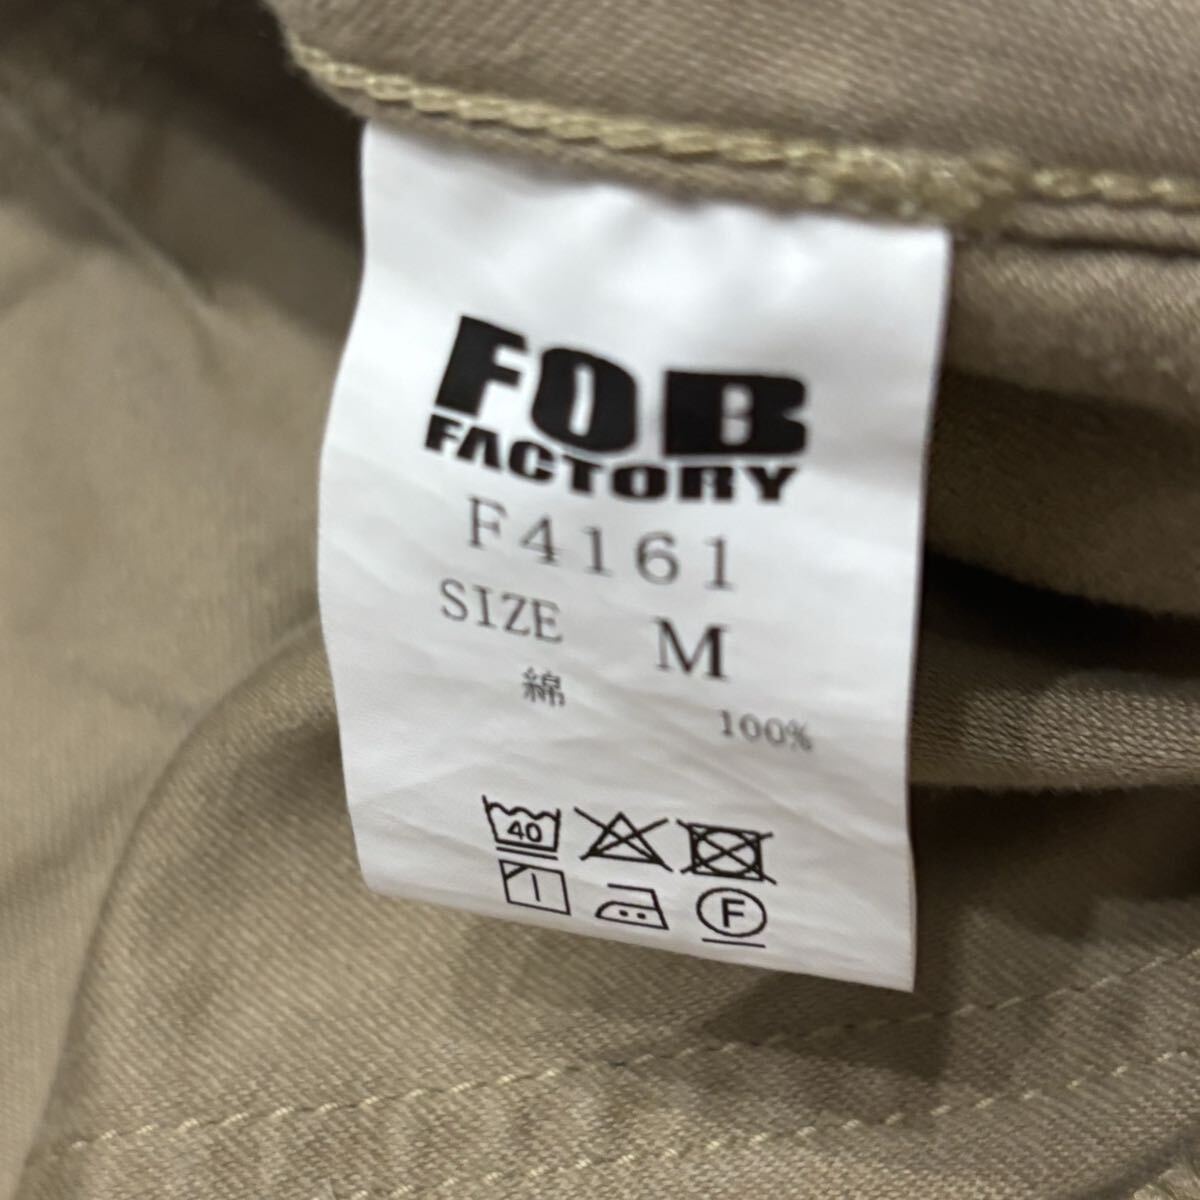 FOB
FACTORY
F4161
SIZE M
綿 100%
40
F